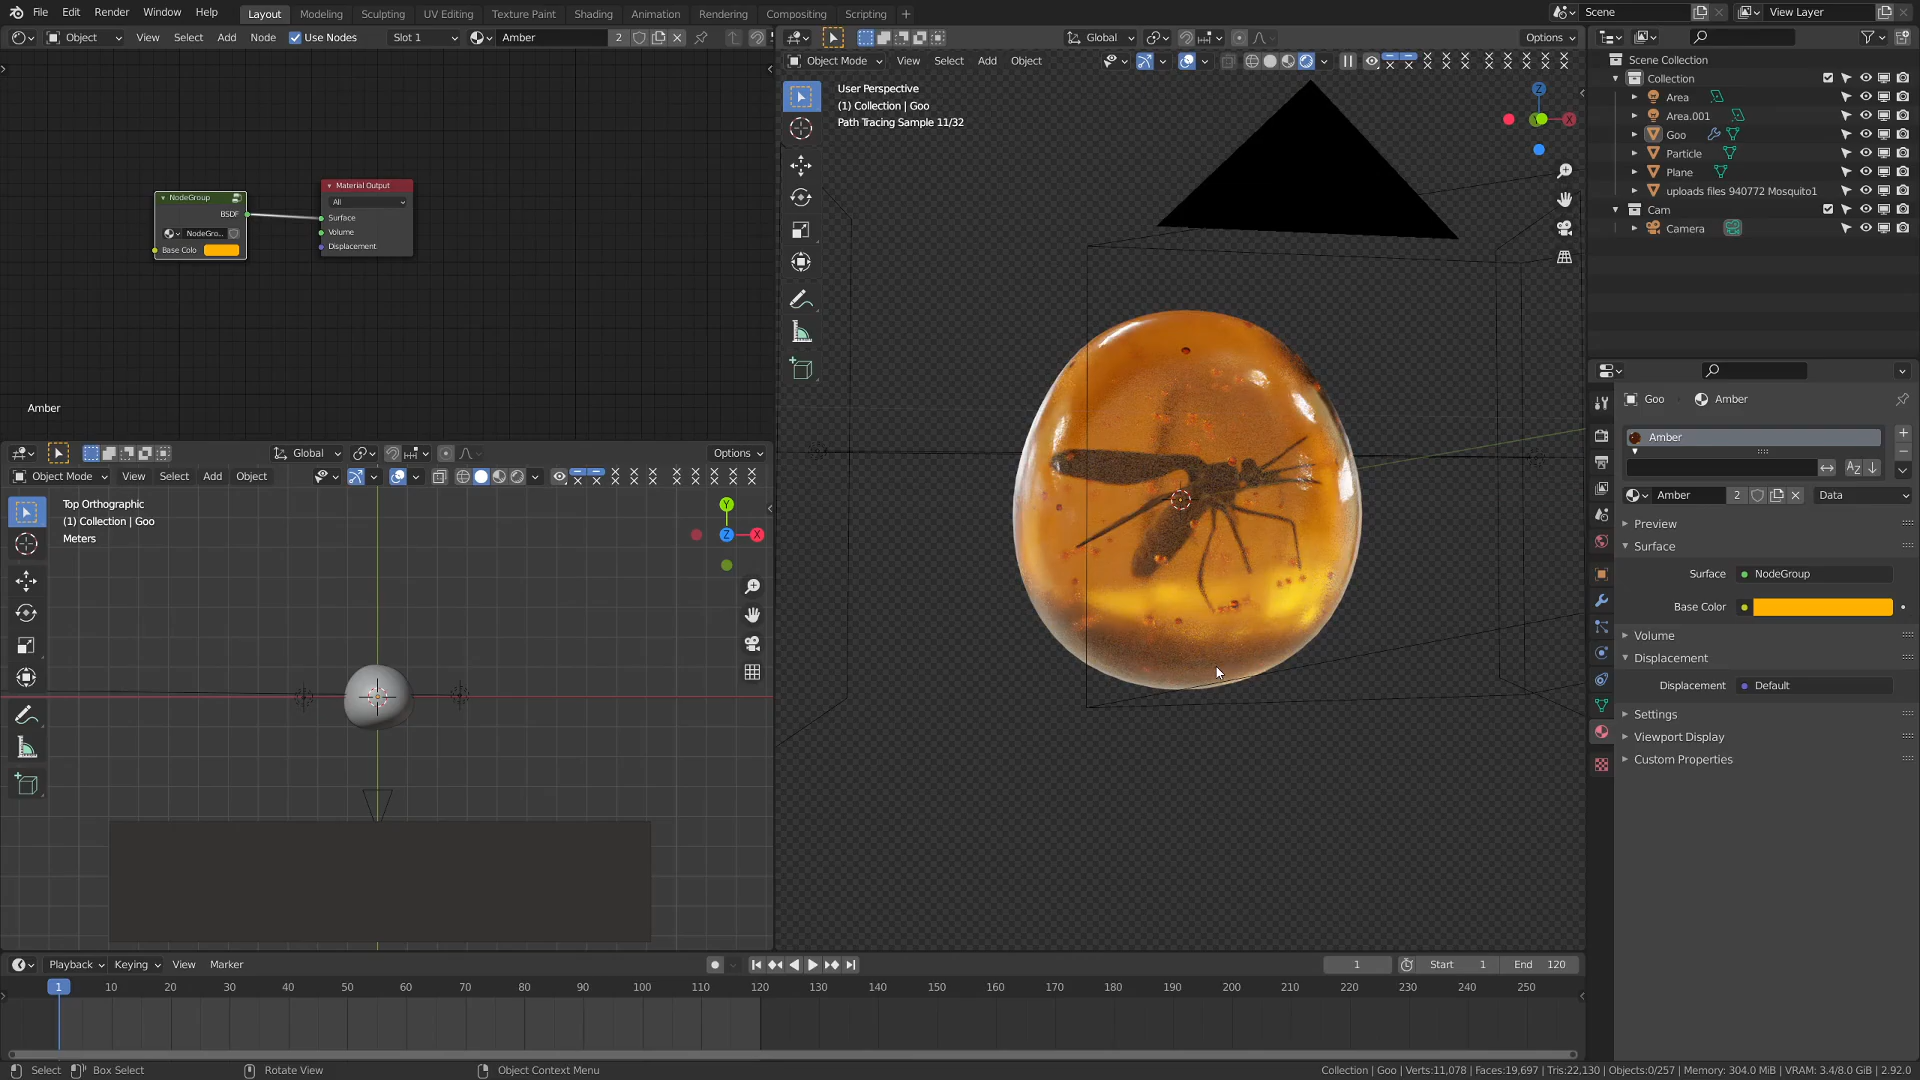 File Edit Render Window Help Layout Modeling Sculpting UV Editing Texture Paint Shading Animation Rendering Compositing Scripting Scene View Layer
Object View Select Add Node Use Nodes Slot 1 Amber 2
Global Options
Object Mode View Select Add Object
User Perspective
(1) Collection | Goo
Path Tracing Sample 11/32
NodeGroup
BSDF
NodeGro...
Base Colo
Material Output
All
Surface
Volume
Displacement
Amber
Global Options
Object Mode View Select Add Object
Top Orthographic
(1) Collection | Goo
Meters
Y
Z
X
Z
Y
Scene Collection
Collection
Area
Area.001
Goo
Particle
Plane
uploads files 940772 Mosquito1
Cam
Camera
Goo Amber
Amber
Amber 2 Data
Preview
Surface
Surface NodeGroup
Base Color
Volume
Displacement
Displacement Default
Settings
Viewport Display
Custom Properties
Playback Keying View Marker 1 Start 1 End 120
1 10 20 30 40 50 60 70 80 90 100 110 120 130 140 150 160 170 180 190 200 210 220 230 240 250
Select Box Select Rotate View Object Context Menu Collection | Goo | Verts:11,078 | Faces:19,697 | Tris:22,130 | Objects:0/257 | Memory: 304.0 MiB | VRAM: 3.4/8.0 GiB | 2.92.0